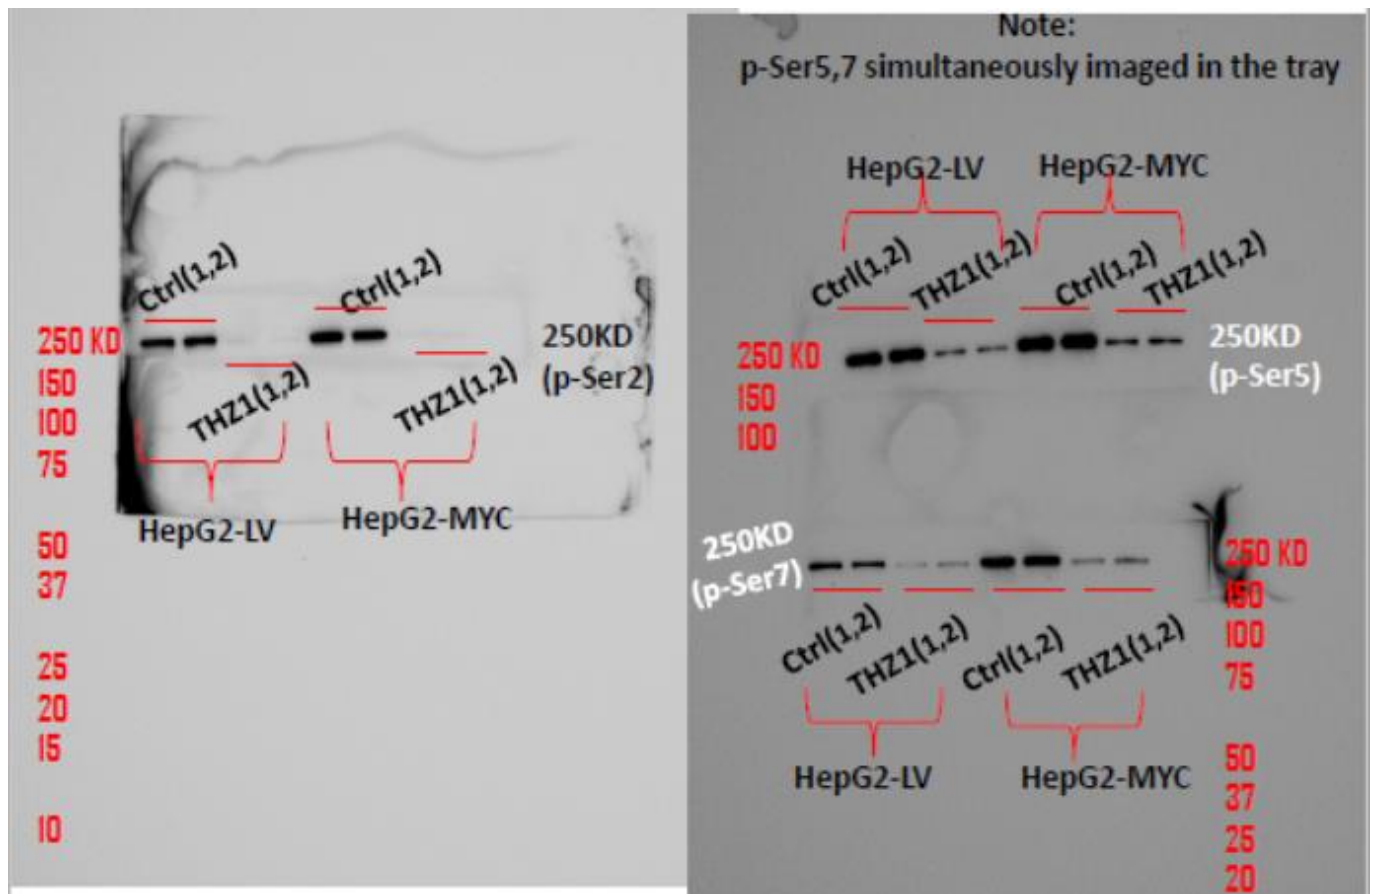 Ctrl(1,2)
Ctrl(1,2)
250 KD
150
100
75
50
37
25
20
15
10
250KD
(p-Ser2)
THZ1(1,2)
THZ1(1,2)
HepG2-LV
HepG2-MYC
Note:
p-Ser5,7 simultaneously imaged in the tray
HepG2-LV
HepG2-MYC
Ctrl(1,2)
THZ1(1,2)
Ctrl(1,2)
THZ1(1,2)
250 KD
150
100
250KD
(p-Ser5)
250KD
(p-Ser7)
250 KD
150
100
75
50
37
25
20
Ctrl(1,2)
THZ1(1,2)
Ctrl(1,2)
THZ1(1,2)
HepG2-LV
HepG2-MYC